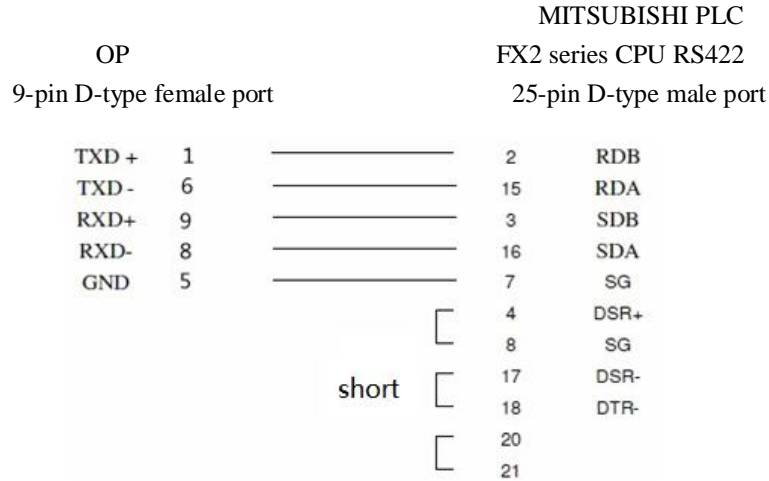 MITSUBISHI PLC
OP FX2 series CPU RS422
9-pin D-type female port 25-pin D-type male port
TXD + 1 2 RDB
TXD - 6 15 RDA
RXD+ 9 3 SDB
RXD- 8 16 SDA
GND 5 7 SG
4 DSR+
8 SG
short
17 DSR-
18 DTR-
20
21